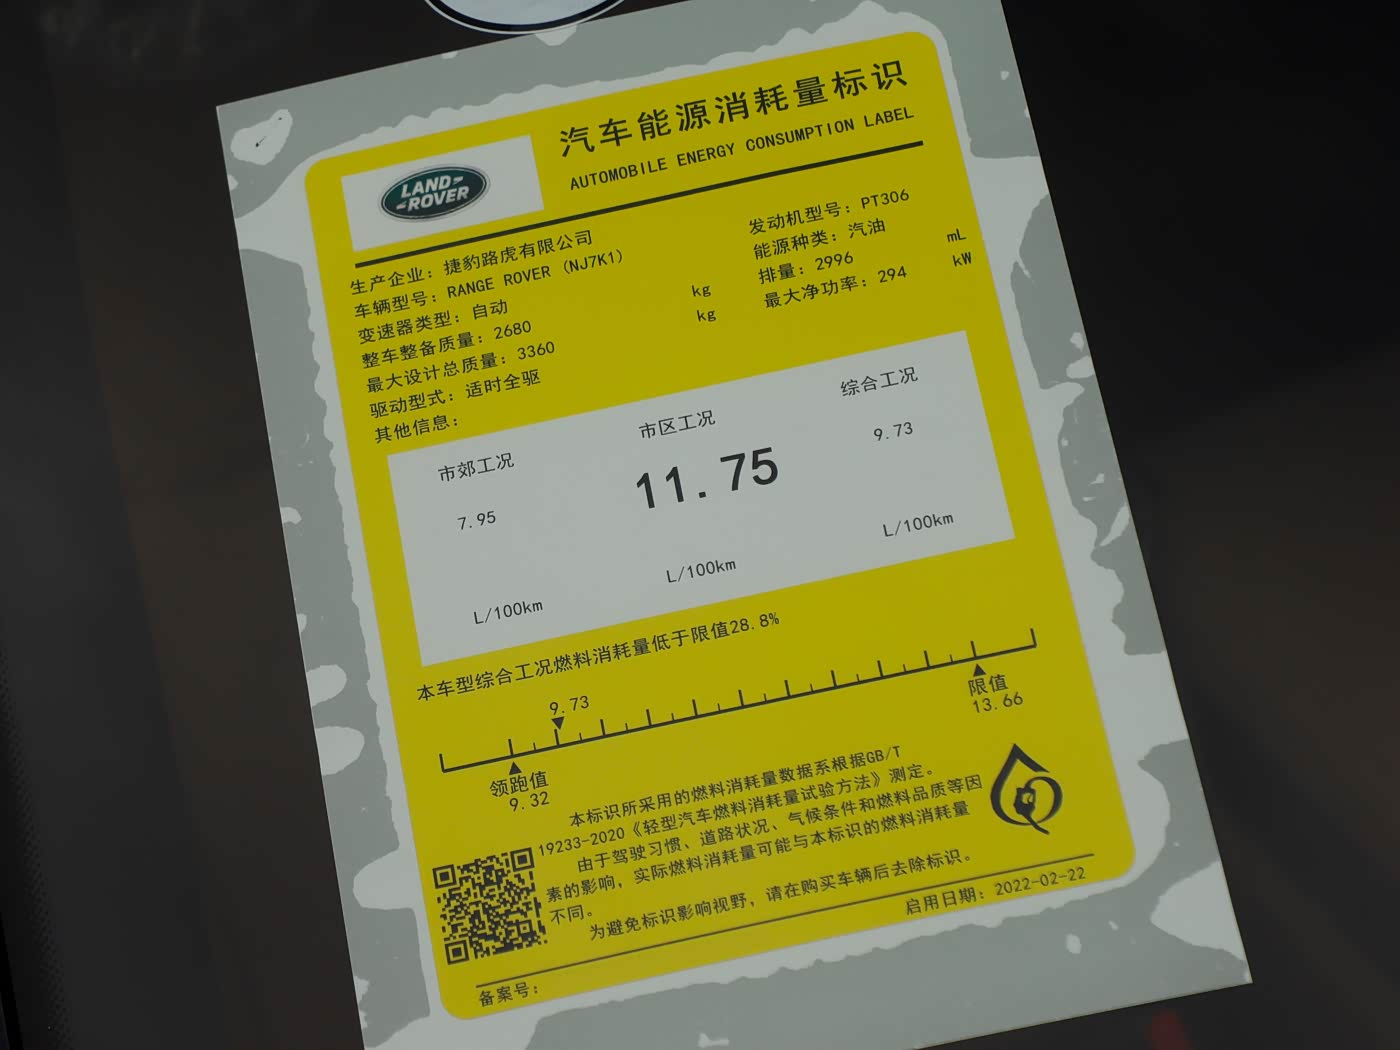 汽车能源消耗量标识
AUTOMOBILE ENERGY CONSUMPTION LABEL
LAND-
-ROVER
生产企业：捷豹路虎有限公司
车辆型号：RANGE ROVER (NJ7K1)
变速器类型：自动
整车整备质量：2680 kg
最大设计总质量：3360 kg
驱动型式：适时全驱
其他信息：
发动机型号：PT306
能源种类：汽油
排量：2996 mL
最大净功率：294 kW
市郊工况
7.95
L/100km
市区工况
11.75
L/100km
综合工况
9.73
L/100km
本车型综合工况燃料消耗量低于限值28.8%
9.73
领跑值
9.32
限值
13.66
本标识所采用的燃料消耗量数据系根据GB/T
19233-2020《轻型汽车燃料消耗量试验方法》测定。
由于驾驶习惯、道路状况、气候条件和燃料品质等因
素的影响，实际燃料消耗量可能与本标识的燃料消耗量
不同。
为避免标识影响视野，请在购买车辆后去除标识。
启用日期：2022-02-22
备案号：